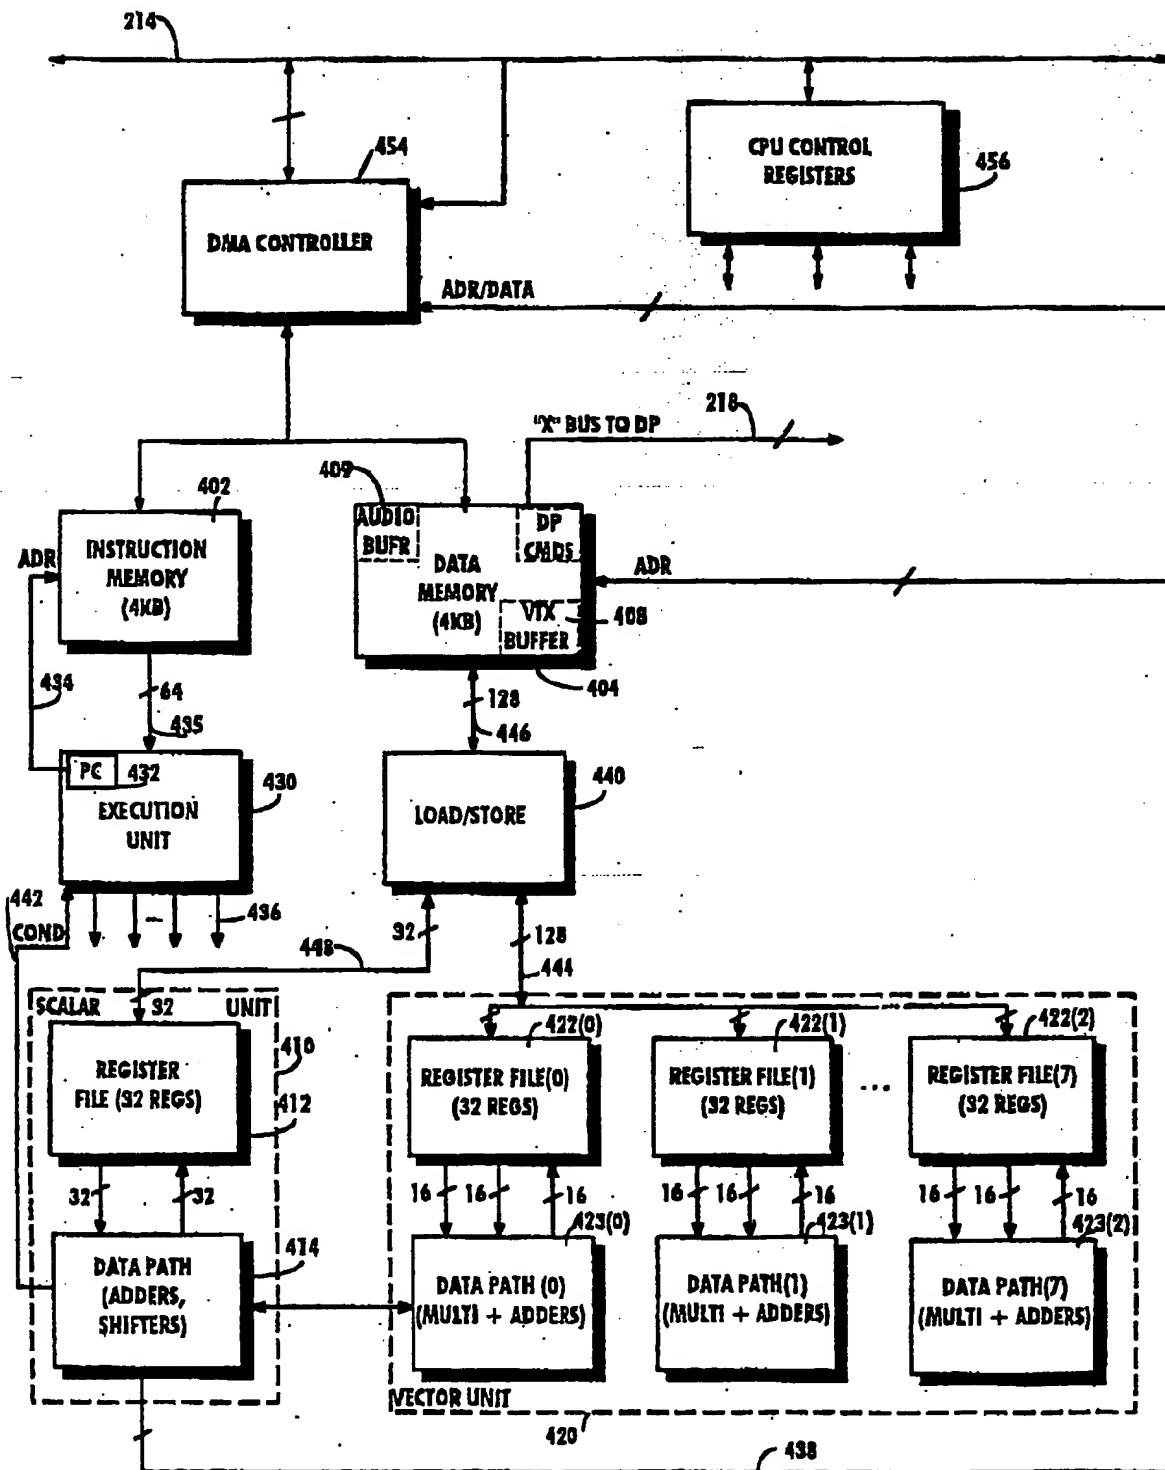 214
454
DMA CONTROLLER
CPU CONTROL
REGISTERS
456
ADR/DATA
"X" BUS TO DP
218
409
402
AUDIO
BUFR
DP
CMDS
ADR
INSTRUCTION
MEMORY
(4KB)
DATA
MEMORY
(4KB)
ADR
VTX
BUFFER
408
404
434
64
435
128
446
PC
432
430
EXECUTION
UNIT
LOAD/STORE
440
442
COND
436
448
32
128
444
SCALAR UNIT
32
410
REGISTER
FILE (32 REGS)
412
422(0)
REGISTER FILE(0)
(32 REGS)
422(1)
REGISTER FILE(1)
(32 REGS)
...
422(2)
REGISTER FILE(7)
(32 REGS)
32
32
16
16
16
16
16
16
16
16
16
414
DATA PATH
(ADDERS,
SHIFTERS)
423(0)
DATA PATH (0)
(MULTI + ADDERS)
423(1)
DATA PATH(1)
(MULTI + ADDERS)
423(2)
DATA PATH(7)
(MULTI + ADDERS)
VECTOR UNIT
420
438